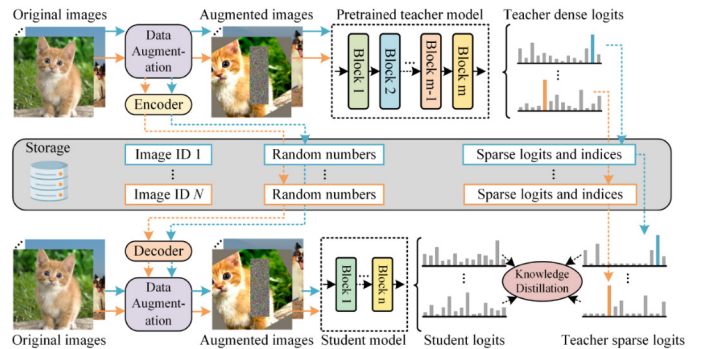 Original images
Augmented images
Pretrained teacher model
Teacher dense logits
Data
Augment-
ation
Encoder
Block 1
Block 2
Block m-1
Block m
Storage
Image ID 1
Random numbers
Sparse logits and indices
Image ID N
Random numbers
Sparse logits and indices
Decoder
Data
Augment-
ation
Block 1
Block n
Knowledge
Distillation
Original images
Augmented images
Student model
Student logits
Teacher sparse logits